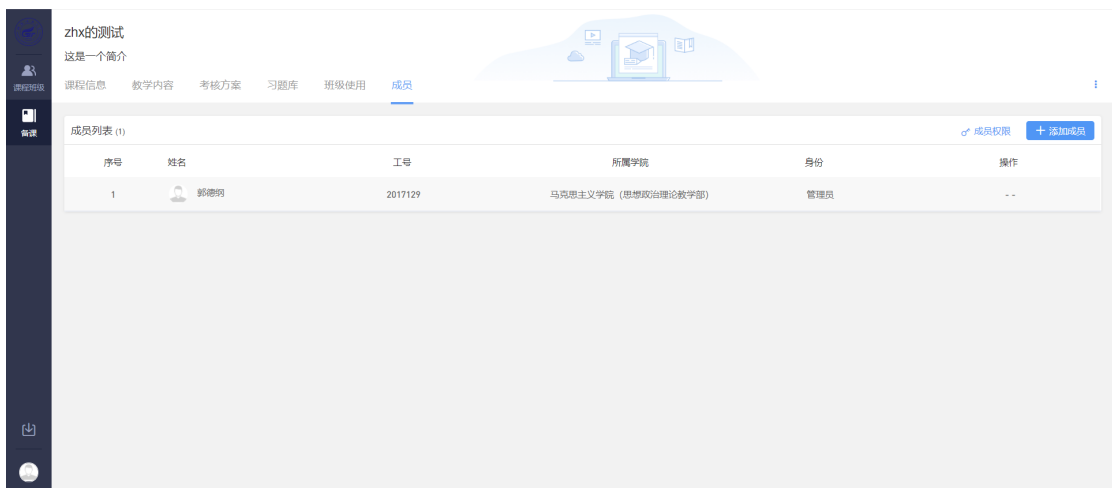 zhx的测试
这是一个简介
课程信息 教学内容 考核方案 习题库 班级使用 成员
课程班级
备课
成员列表 (1) 成员权限 + 添加成员
序号 姓名 工号 所属学院 身份 操作
1 郭德纲 2017129 马克思主义学院（思想政治理论教学部） 管理员 - -